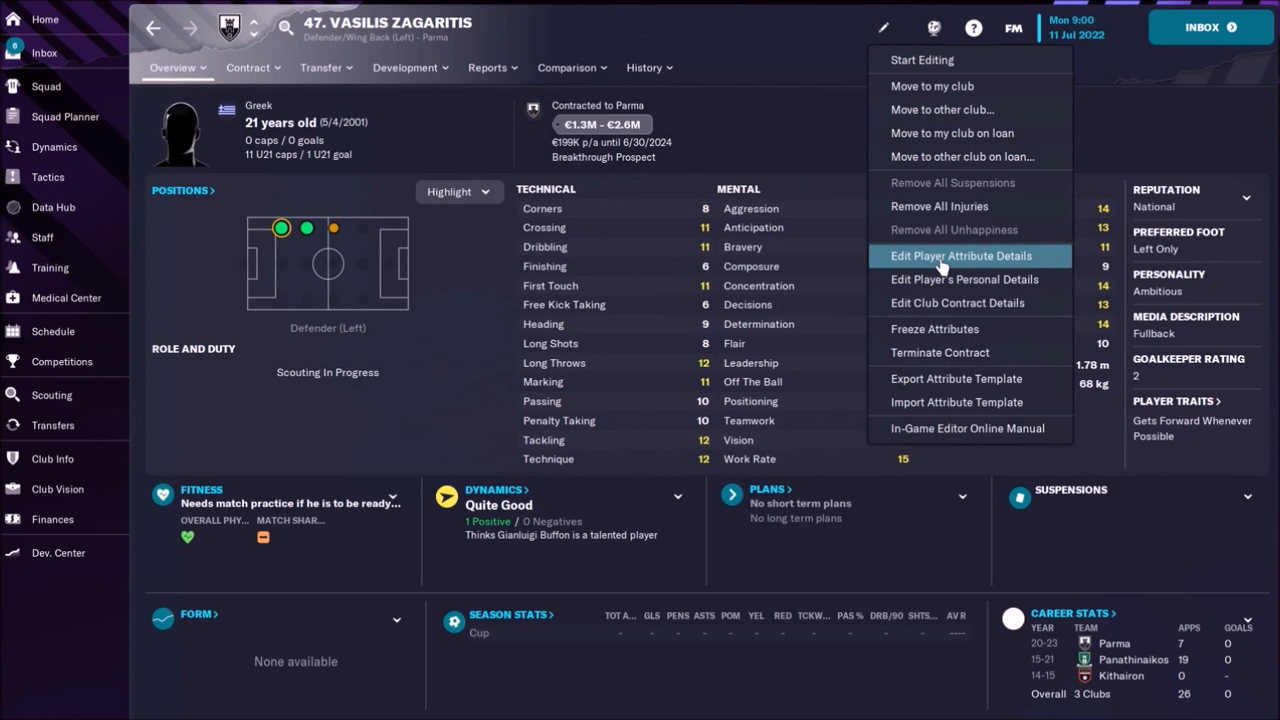 Home
6
Inbox
Squad
Squad Planner
Dynamics
Tactics
Data Hub
Staff
Training
Medical Center
Schedule
Competitions
Scouting
Transfers
Club Info
Club Vision
Finances
Dev. Center
47. VASILIS ZAGARITIS
Defender/Wing Back (Left) - Parma
FM
Mon 9:00
11 Jul 2022
INBOX
Overview
Contract
Transfer
Development
Reports
Comparison
History
Greek
21 years old (5/4/2001)
0 caps / 0 goals
11 U21 caps / 1 U21 goal
Contracted to Parma
€1.3M - €2.6M
€199K p/a until 6/30/2024
Breakthrough Prospect
Start Editing
Move to my club
Move to other club...
Move to my club on loan
Move to other club on loan...
Remove All Suspensions
Remove All Injuries
Remove All Unhappiness
Edit Player Attribute Details
Edit Player's Personal Details
Edit Club Contract Details
Freeze Attributes
Terminate Contract
Export Attribute Template
Import Attribute Template
In-Game Editor Online Manual
POSITIONS
Highlight
Defender (Left)
ROLE AND DUTY
Scouting In Progress
TECHNICAL
Corners 8
Crossing 11
Dribbling 11
Finishing 6
First Touch 11
Free Kick Taking 6
Heading 9
Long Shots 8
Long Throws 12
Marking 11
Passing 10
Penalty Taking 10
Tackling 12
Technique 12
MENTAL
Aggression
Anticipation
Bravery
Composure
Concentration
Decisions
Determination
Flair
Leadership
Off The Ball
Positioning
Teamwork
Vision
Work Rate 15
14
13
11
9
14
13
14
10
1.78 m
68 kg
REPUTATION
National
PREFERRED FOOT
Left Only
PERSONALITY
Ambitious
MEDIA DESCRIPTION
Fullback
GOALKEEPER RATING
2
PLAYER TRAITS
Gets Forward Whenever
Possible
FITNESS
Needs match practice if he is to be ready...
OVERALL PHY... MATCH SHAR...
DYNAMICS
Quite Good
1 Positive / 0 Negatives
Thinks Gianluigi Buffon is a talented player
PLANS
No short term plans
No long term plans
SUSPENSIONS
FORM
None available
SEASON STATS
TOT A... GLS PENS ASTS POM YEL RED TCKW... PAS % DRB/90 SHTS... AV R
Cup - - - - - - - - - - - ----
CAREER STATS
YEAR TEAM APPS GOALS
20-23 Parma 7 0
15-21 Panathinaikos 19 0
14-15 Kithairon 0 -
Overall 3 Clubs 26 0